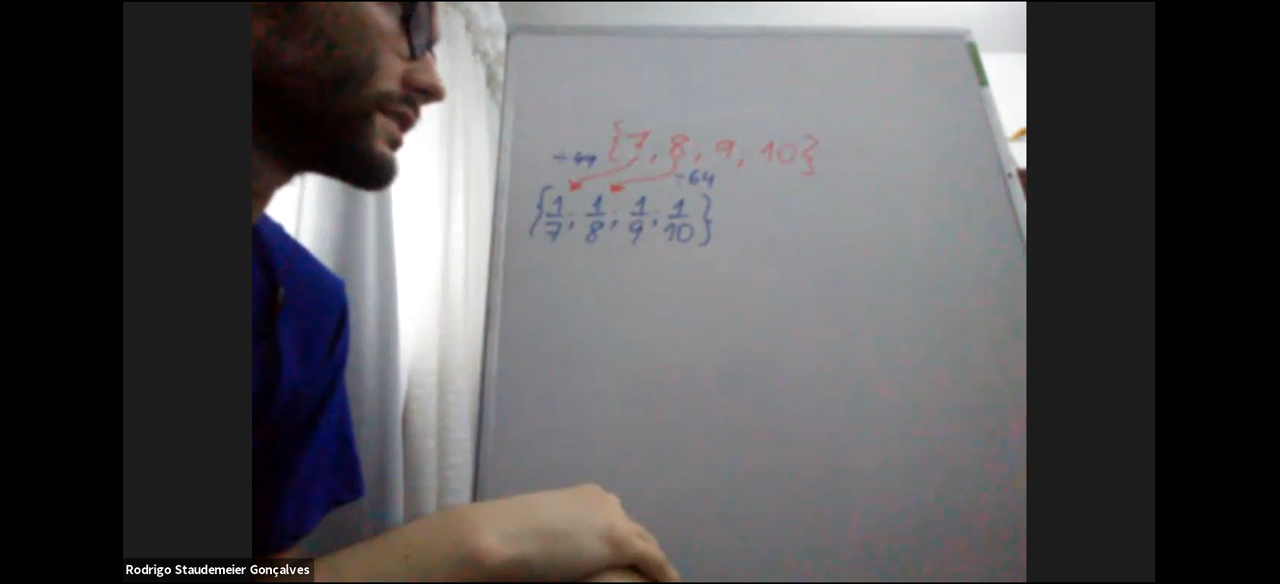 {7, 8, 9, 10}
÷49
÷64
{1/7; 1/8; 1/9; 1/10}
Rodrigo Staudemeier Gonçalves